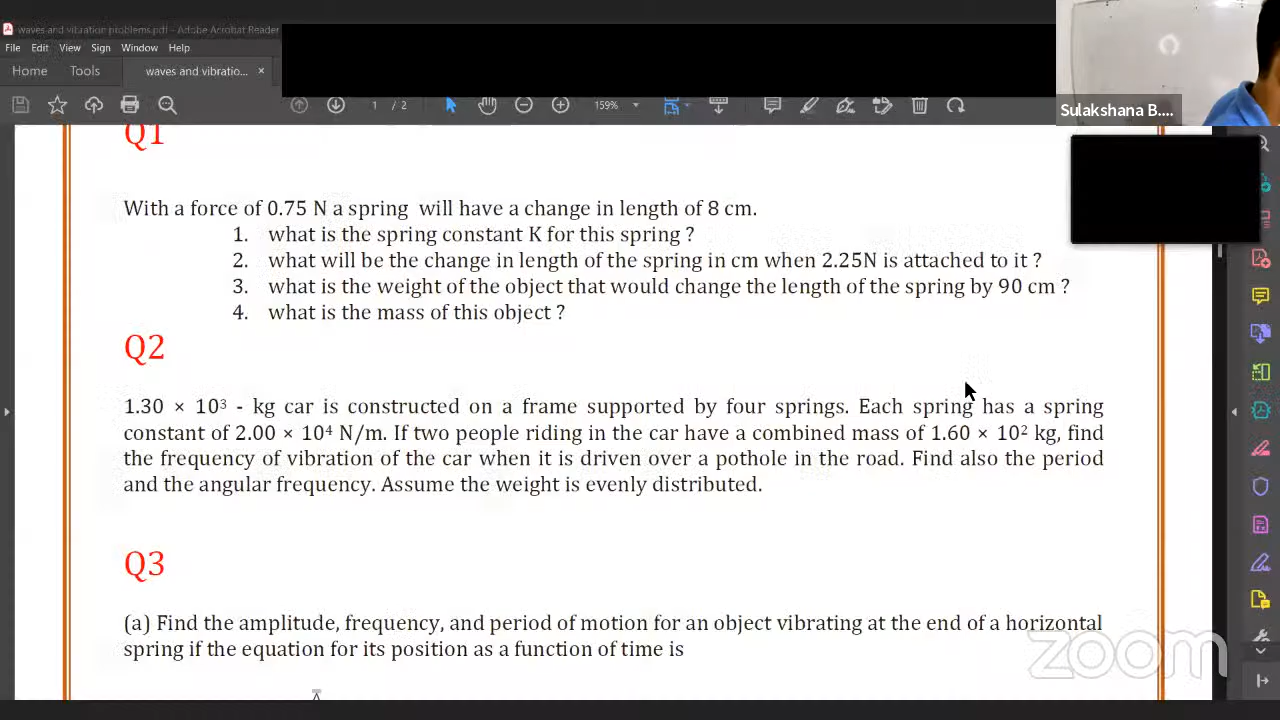 waves and vibration problems.pdf - Adobe Acrobat Reader
File Edit View Sign Window Help
Home Tools waves and vibratio... ×
1 / 2 159%
Sulakshana B....
Q1
With a force of 0.75 N a spring will have a change in length of 8 cm.
1. what is the spring constant K for this spring ?
2. what will be the change in length of the spring in cm when 2.25N is attached to it ?
3. what is the weight of the object that would change the length of the spring by 90 cm ?
4. what is the mass of this object ?
Q2
1.30 × 10³ - kg car is constructed on a frame supported by four springs. Each spring has a spring
constant of 2.00 × 10⁴ N/m. If two people riding in the car have a combined mass of 1.60 × 10² kg, find
the frequency of vibration of the car when it is driven over a pothole in the road. Find also the period
and the angular frequency. Assume the weight is evenly distributed.
Q3
(a) Find the amplitude, frequency, and period of motion for an object vibrating at the end of a horizontal
spring if the equation for its position as a function of time is
zoom